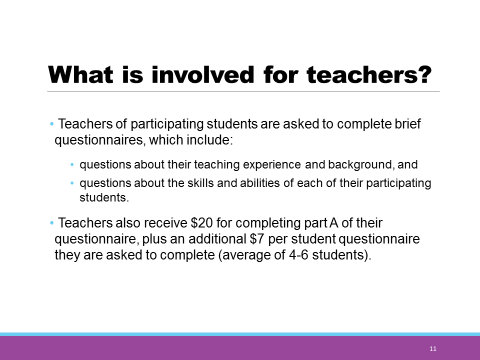 What is involved for teachers?
• Teachers of participating students are asked to complete brief
questionnaires, which include:
• questions about their teaching experience and background, and
• questions about the skills and abilities of each of their participating
students.
• Teachers also receive $20 for completing part A of their
questionnaire, plus an additional $7 per student questionnaire
they are asked to complete (average of 4-6 students).
11